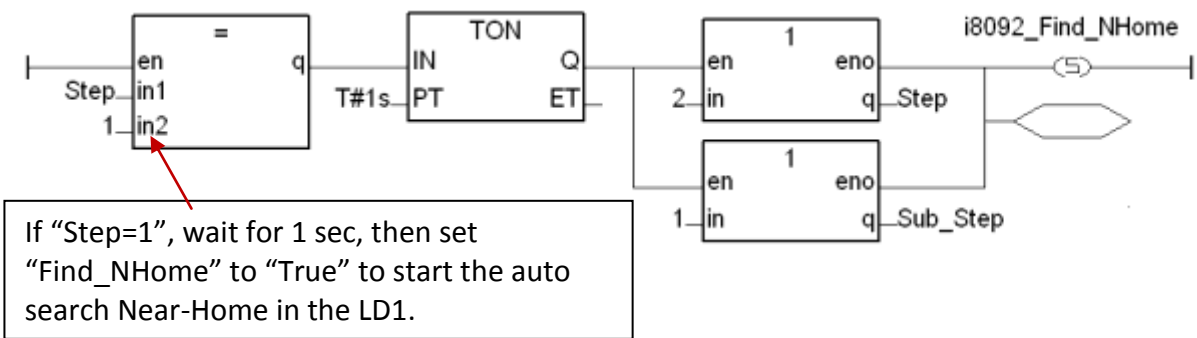 i8092_Find_NHome
= TON 1
en q IN Q en eno (S)
Step in1 T#1s PT ET 2 in q Step
1 in2
1
en eno
1 in q Sub_Step
If “Step=1”, wait for 1 sec, then set
“Find_NHome” to “True” to start the auto
search Near-Home in the LD1.